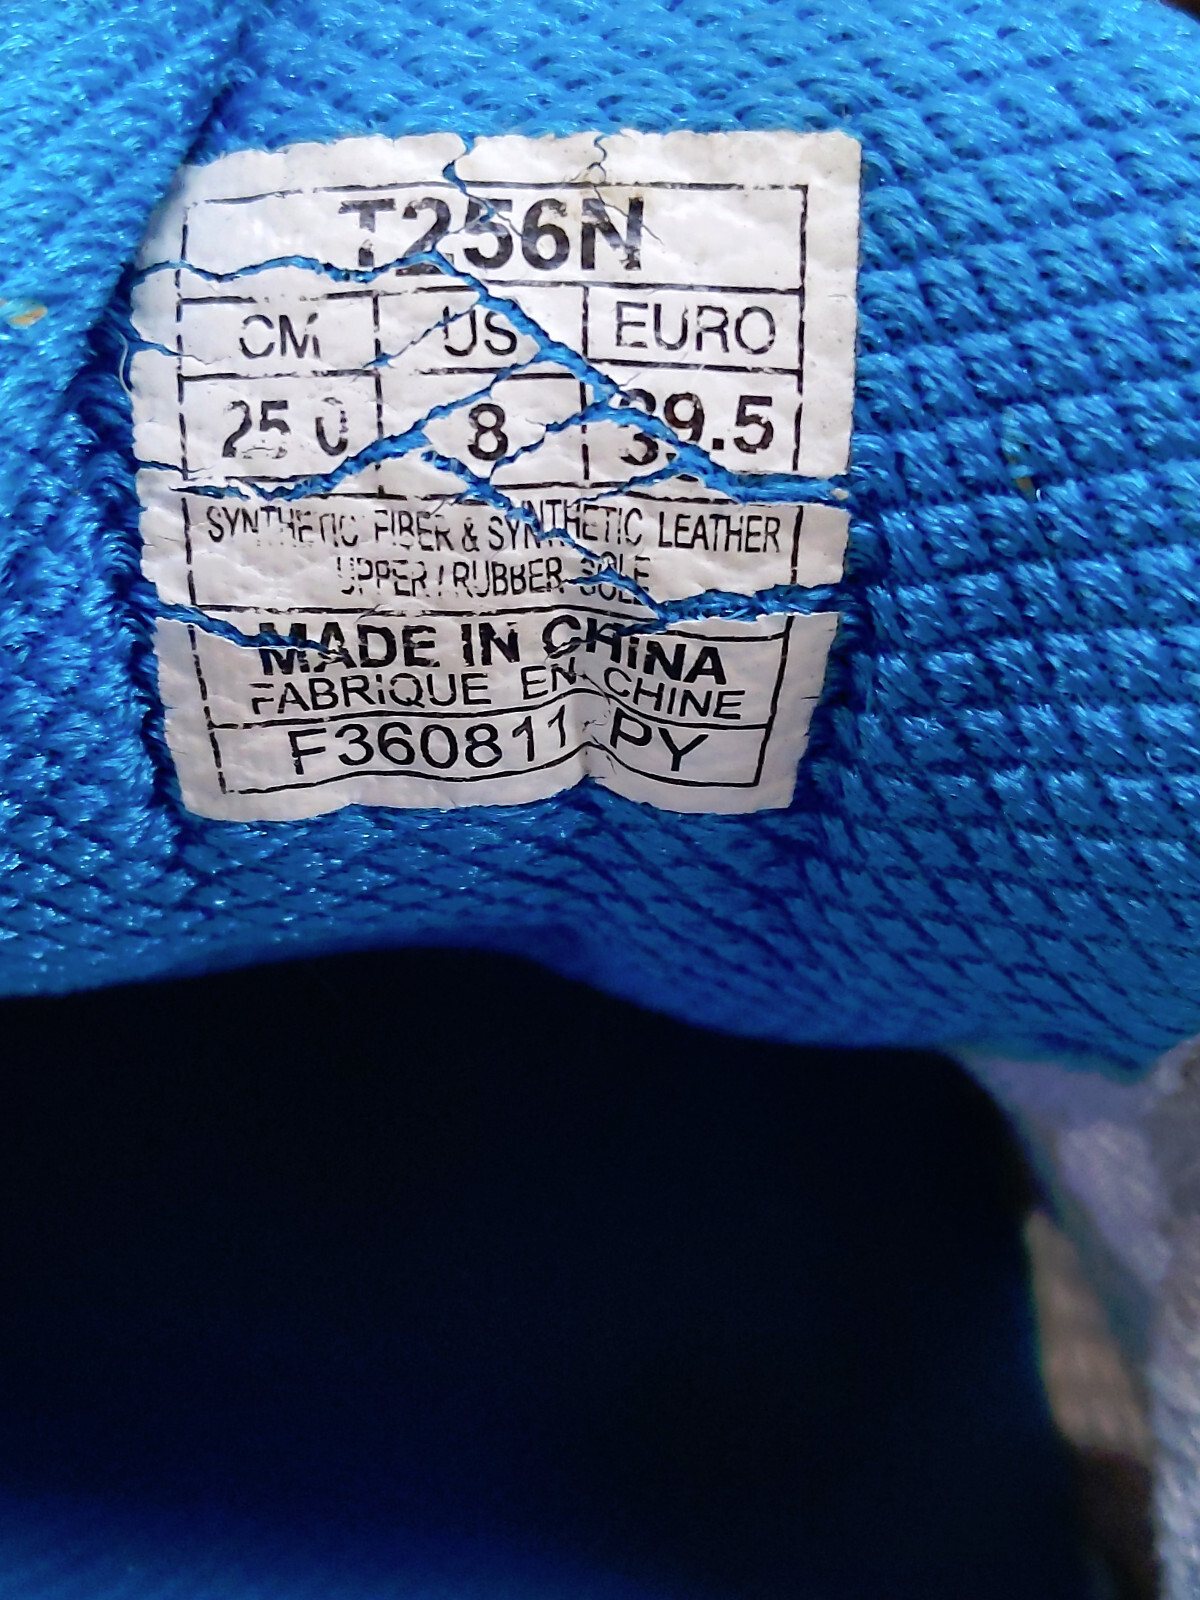 T256N
CM US EURO
25.0 8 39.5
SYNTHETIC FIBER & SYNTHETIC LEATHER
UPPER / RUBBER SOLE
MADE IN CHINA
FABRIQUE EN CHINE
F360811 PY